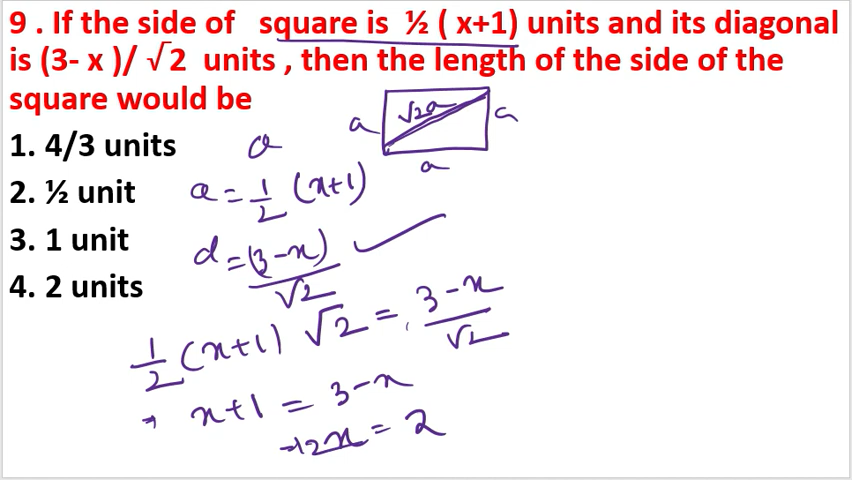 9 . If the side of square is ½ ( x+1) units and its diagonal
is (3- x )/ √2 units , then the length of the side of the
square would be
1. 4/3 units
2. ½ unit
3. 1 unit
4. 2 units
√2a
a
a
a
a
a = 1/2 (x+1)
d = (3-x)/√2
1/2 (x+1) √2 = 3-x/√2
⇒ x+1 = 3-x
⇒ 2x = 2